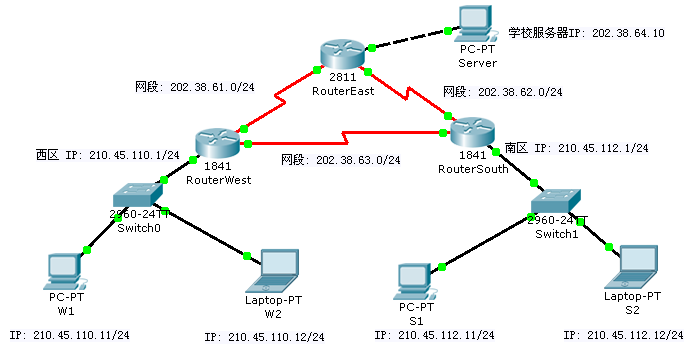 学校服务器IP: 202.38.64.10
PC-PT
Server
2811
RouterEast
网段: 202.38.61.0/24
网段: 202.38.62.0/24
西区 IP: 210.45.110.1/24
1841
RouterWest
网段: 202.38.63.0/24
1841
RouterSouth
南区 IP: 210.45.112.1/24
2960-24TT
Switch0
2960-24TT
Switch1
PC-PT
W1
Laptop-PT
W2
PC-PT
S1
Laptop-PT
S2
IP: 210.45.110.11/24
IP: 210.45.110.12/24
IP: 210.45.112.11/24
IP: 210.45.112.12/24